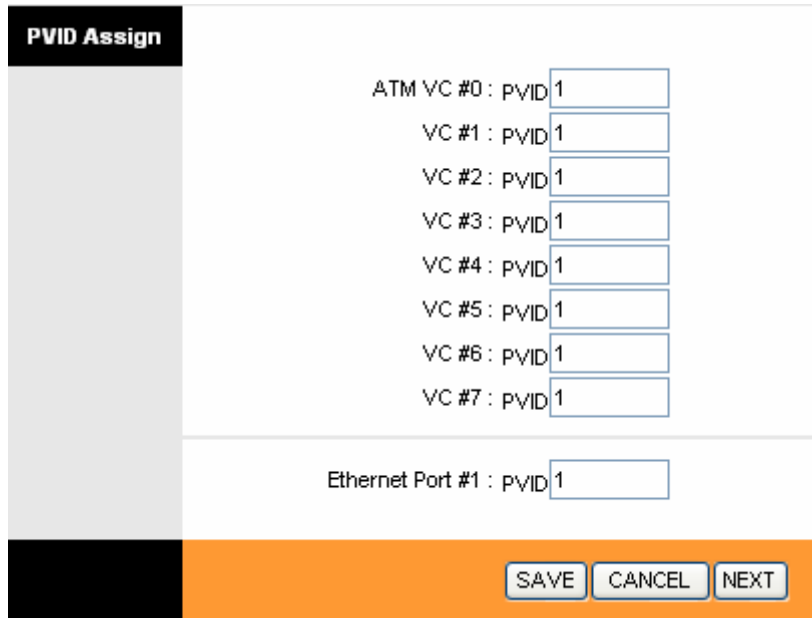 PVID Assign
ATM VC #0 : PVID 1
VC #1 : PVID 1
VC #2 : PVID 1
VC #3 : PVID 1
VC #4 : PVID 1
VC #5 : PVID 1
VC #6 : PVID 1
VC #7 : PVID 1
Ethernet Port #1 : PVID 1
SAVE CANCEL NEXT